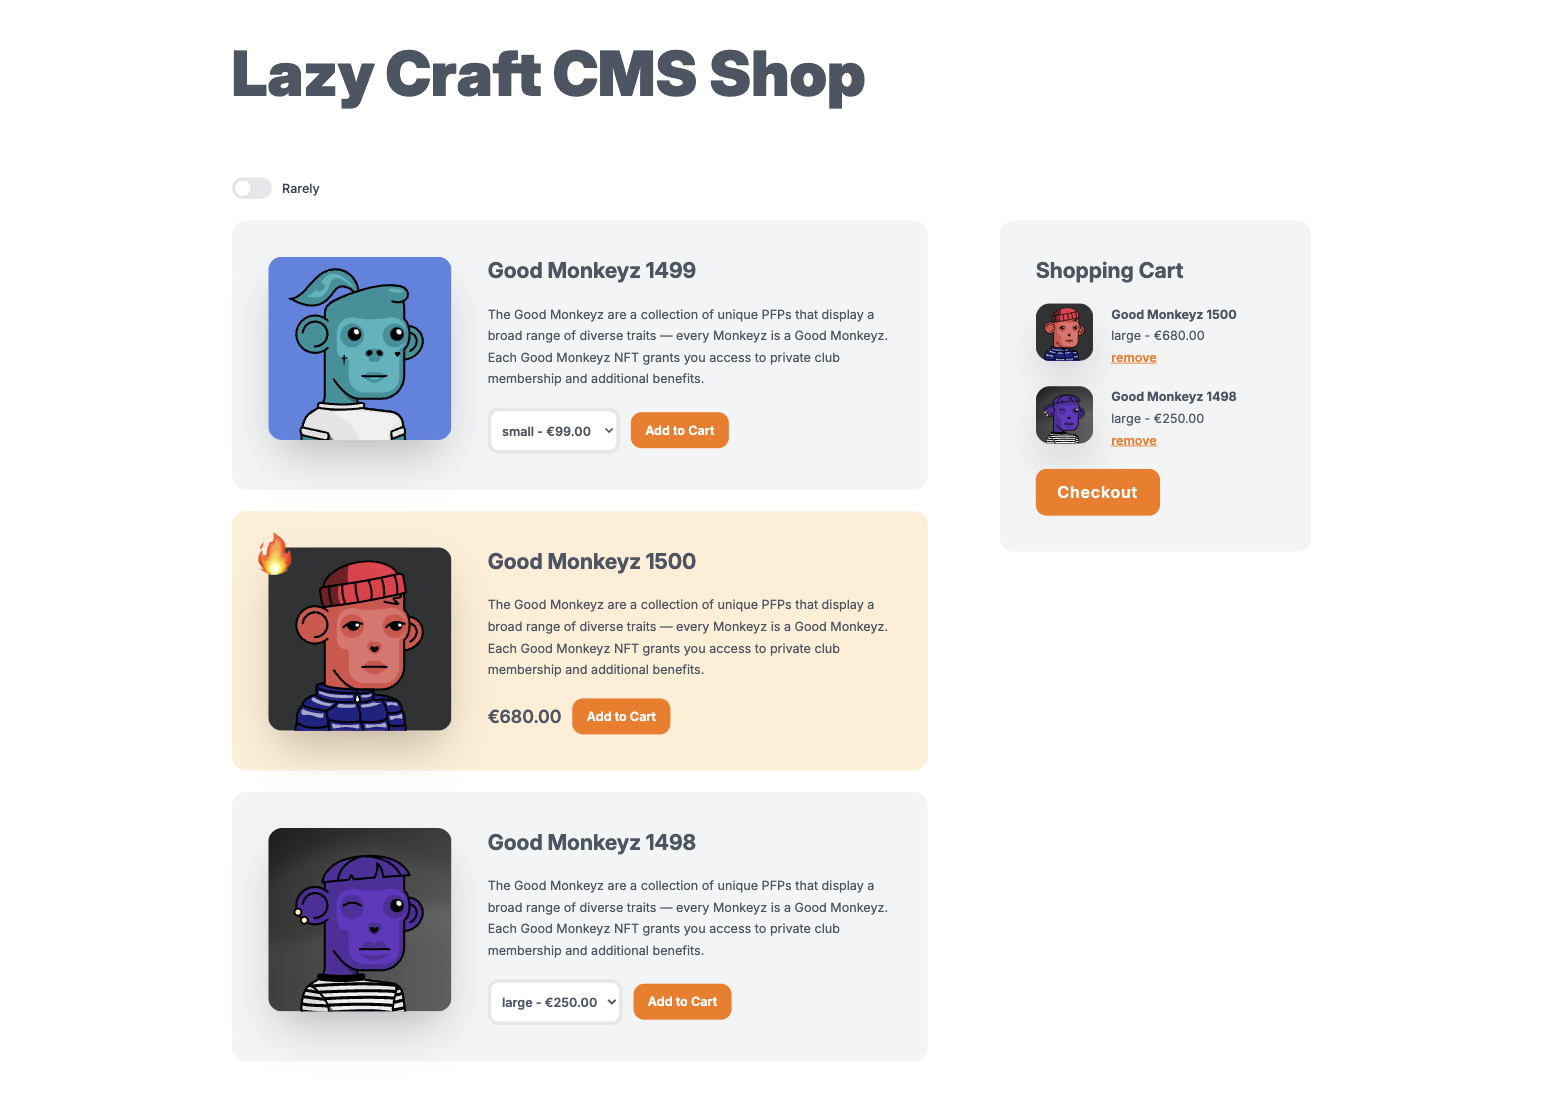 Lazy Craft CMS Shop
Rarely
Good Monkeyz 1499
The Good Monkeyz are a collection of unique PFPs that display a
broad range of diverse traits — every Monkeyz is a Good Monkeyz.
Each Good Monkeyz NFT grants you access to private club
membership and additional benefits.
small - €99.00
Add to Cart
Good Monkeyz 1500
The Good Monkeyz are a collection of unique PFPs that display a
broad range of diverse traits — every Monkeyz is a Good Monkeyz.
Each Good Monkeyz NFT grants you access to private club
membership and additional benefits.
€680.00
Add to Cart
Good Monkeyz 1498
The Good Monkeyz are a collection of unique PFPs that display a
broad range of diverse traits — every Monkeyz is a Good Monkeyz.
Each Good Monkeyz NFT grants you access to private club
membership and additional benefits.
large - €250.00
Add to Cart
Shopping Cart
Good Monkeyz 1500
large - €680.00
remove
Good Monkeyz 1498
large - €250.00
remove
Checkout